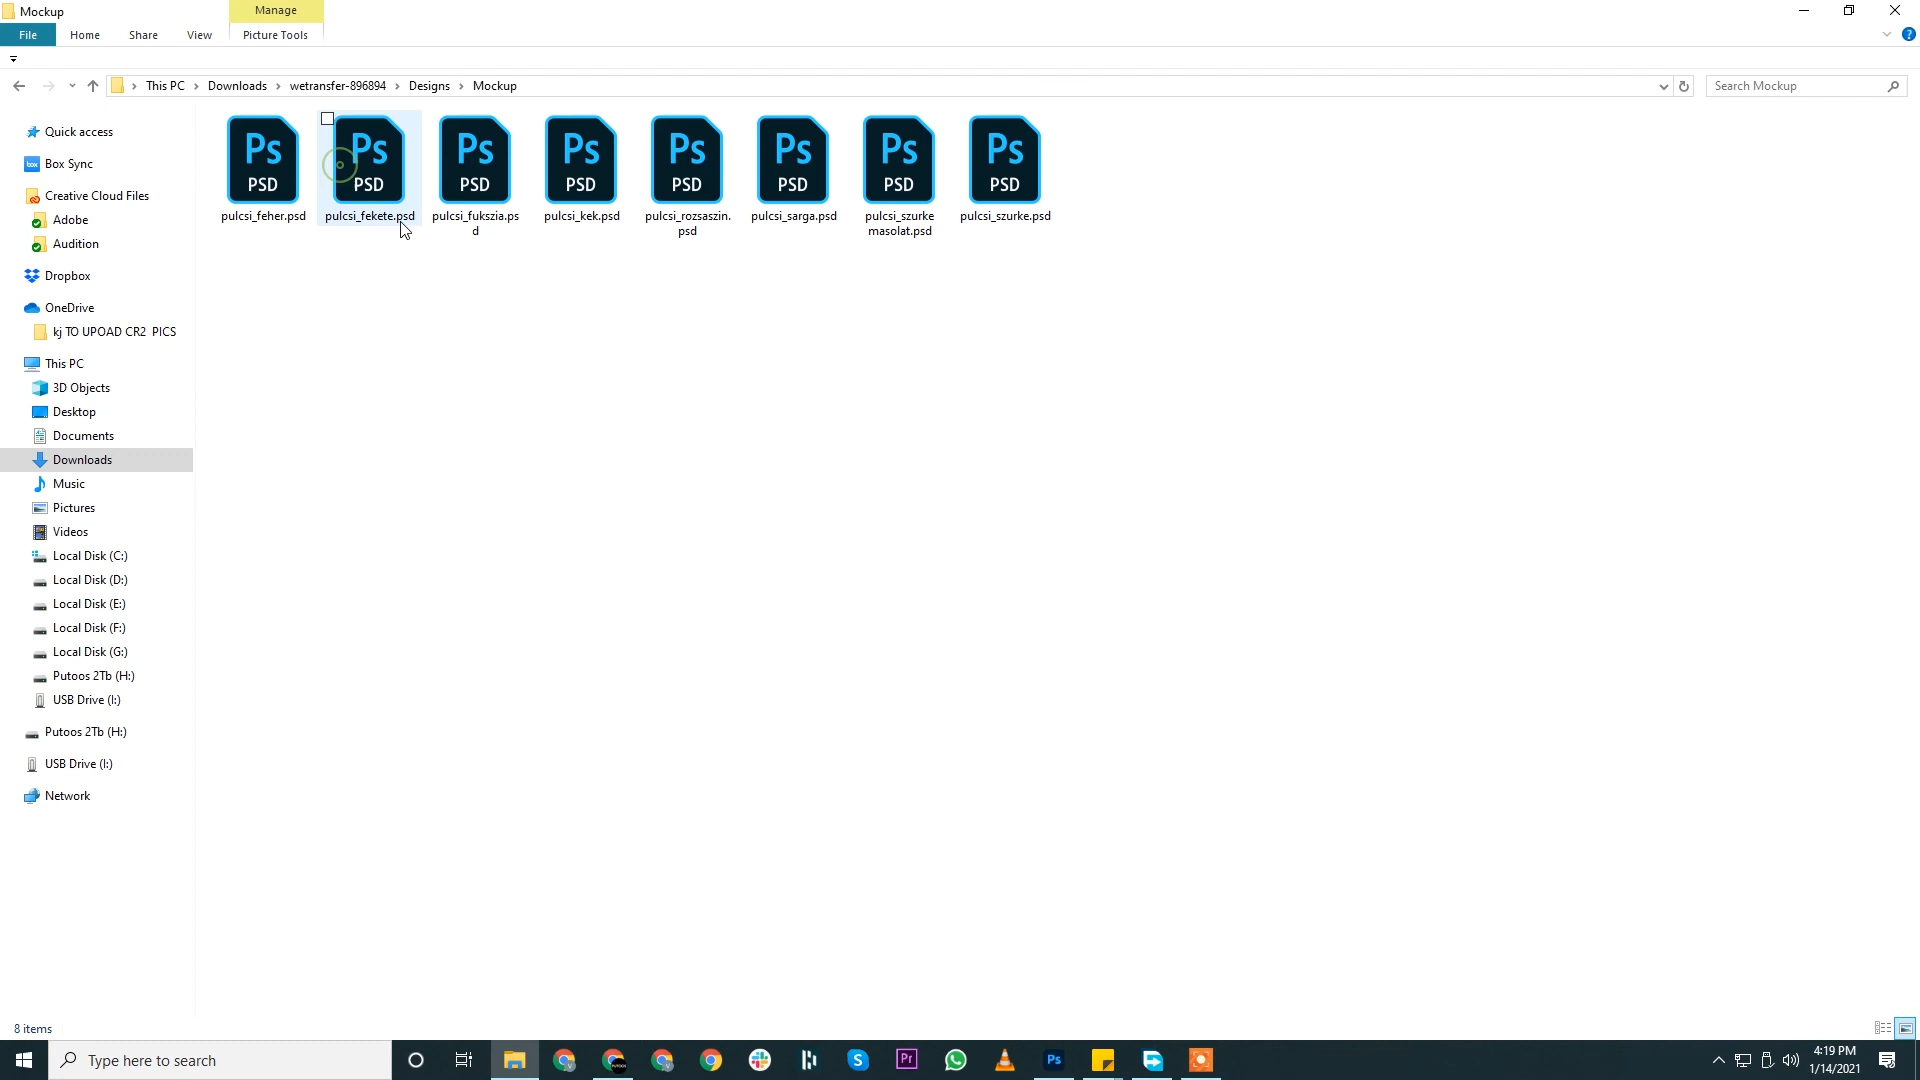 Mockup
Manage
File
Home
Share
View
Picture Tools
This PC
Downloads
wetransfer-896894
Designs
Mockup
Search Mockup
Quick access
Box Sync
Creative Cloud Files
Adobe
Audition
Dropbox
OneDrive
kj TO UPOAD CR2 PICS
This PC
3D Objects
Desktop
Documents
Downloads
Music
Pictures
Videos
Local Disk (C:)
Local Disk (D:)
Local Disk (E:)
Local Disk (F:)
Local Disk (G:)
Putoos 2Tb (H:)
USB Drive (I:)
Putoos 2Tb (H:)
USB Drive (I:)
Network
Ps
PSD
pulcsi_feher.psd
Ps
PSD
pulcsi_fekete.psd
Ps
PSD
pulcsi_fukszia.ps
d
Ps
PSD
pulcsi_kek.psd
Ps
PSD
pulcsi_rozsaszin.
psd
Ps
PSD
pulcsi_sarga.psd
Ps
PSD
pulcsi_szurke
masolat.psd
Ps
PSD
pulcsi_szurke.psd
8 items
Type here to search
Pr
Ps
4:19 PM
1/14/2021